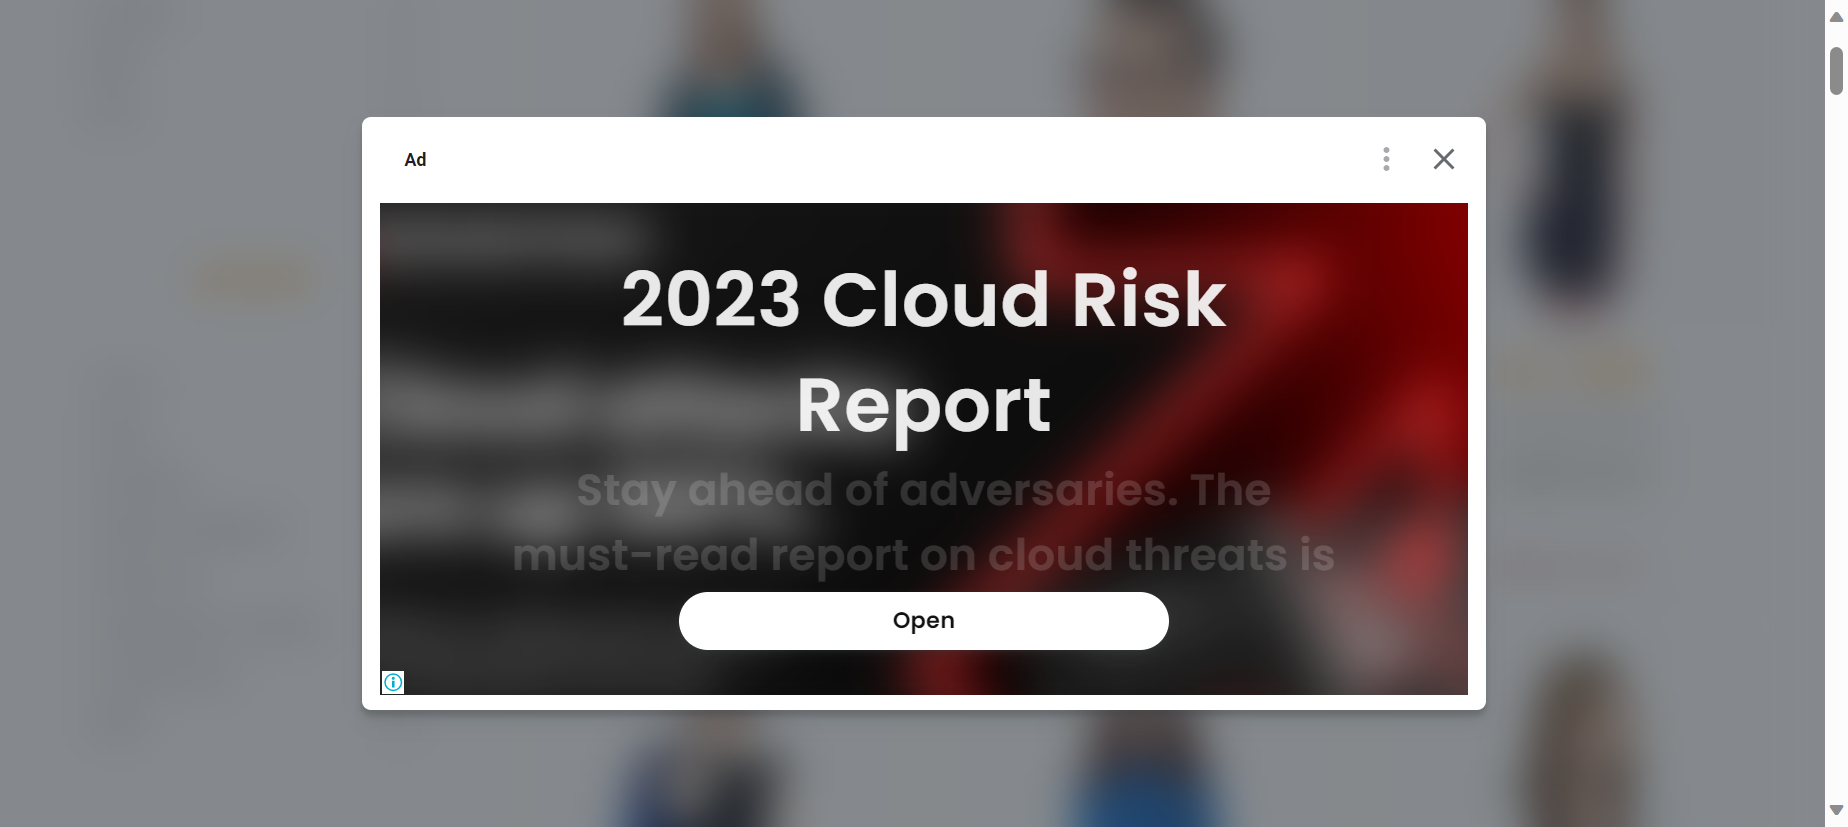 Ad
2023 Cloud Risk
Report
Stay ahead of adversaries. The
must-read report on cloud threats is
Open